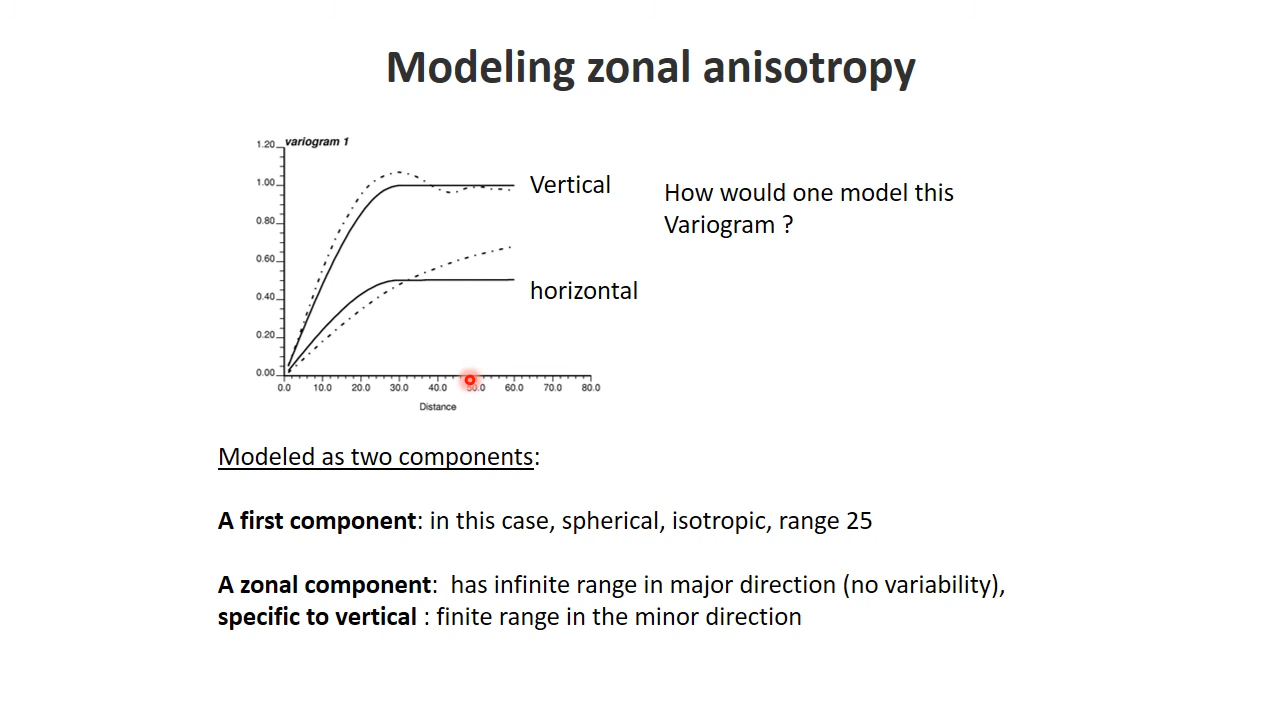 Modeling zonal anisotropy
variogram 1
1.20
1.00
0.80
0.60
0.40
0.20
0.00
0.0 10.0 20.0 30.0 40.0 50.0 60.0 70.0 80.0
Distance
Vertical
horizontal
How would one model this
Variogram ?
Modeled as two components:
A first component: in this case, spherical, isotropic, range 25
A zonal component:  has infinite range in major direction (no variability),
specific to vertical : finite range in the minor direction